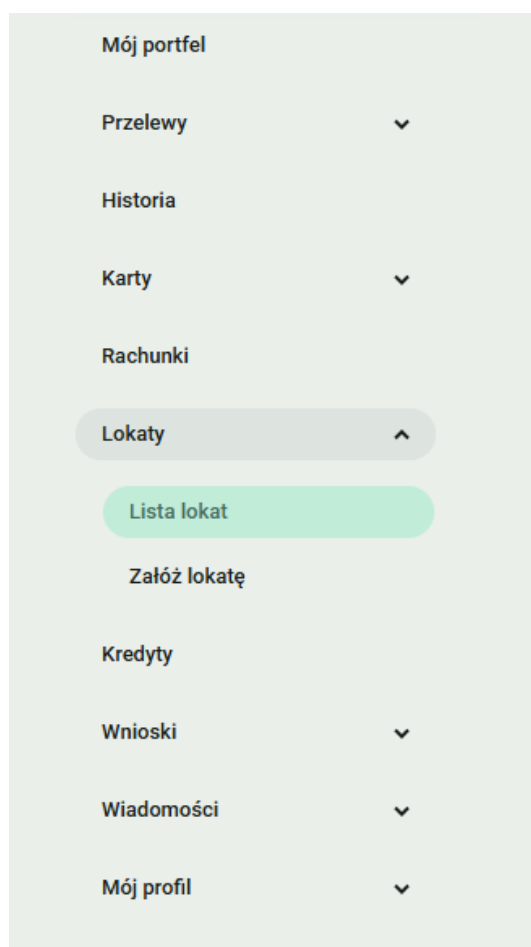 Mój portfel
Przelewy
Historia
Karty
Rachunki
Lokaty
Lista lokat
Załóż lokatę
Kredyty
Wnioski
Wiadomości
Mój profil